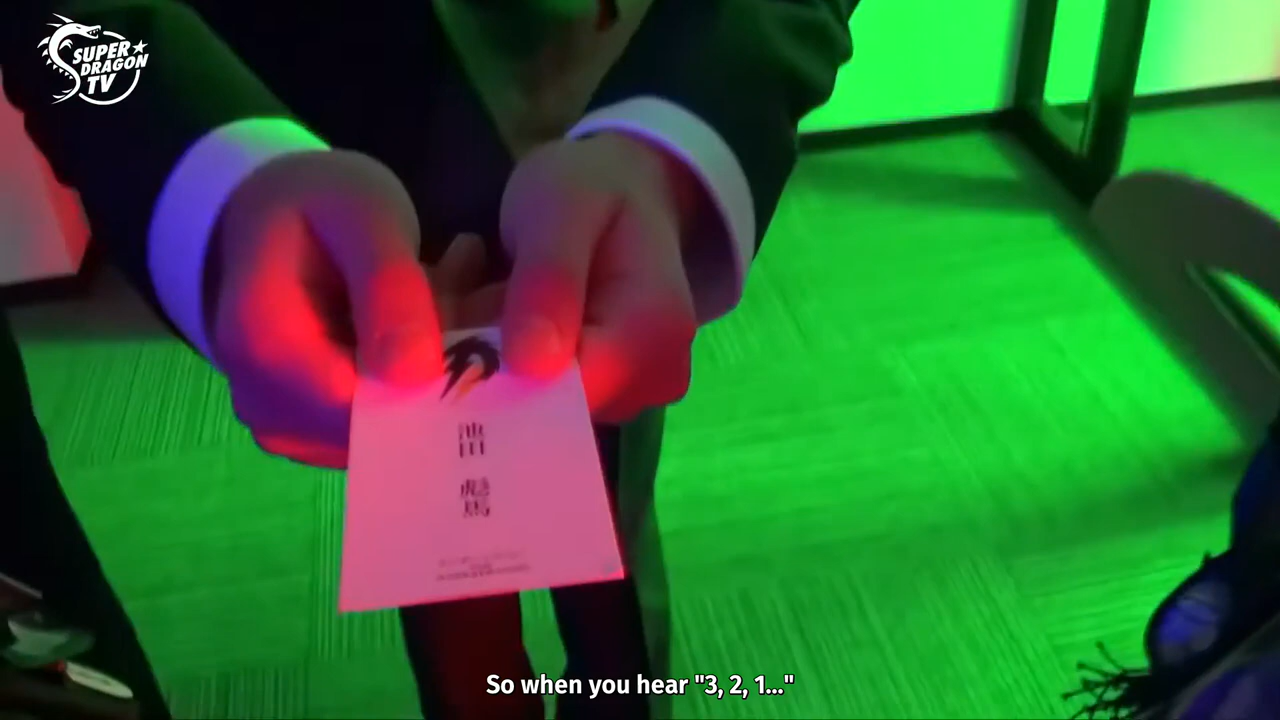 SUPER
DRAGON
TV
池田 彪馬
So when you hear "3, 2, 1..."